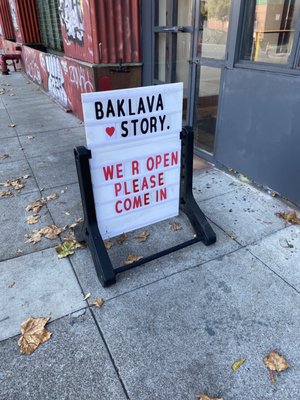 BAKLAVA
♥ STORY.
WE R OPEN
PLEASE
COME IN